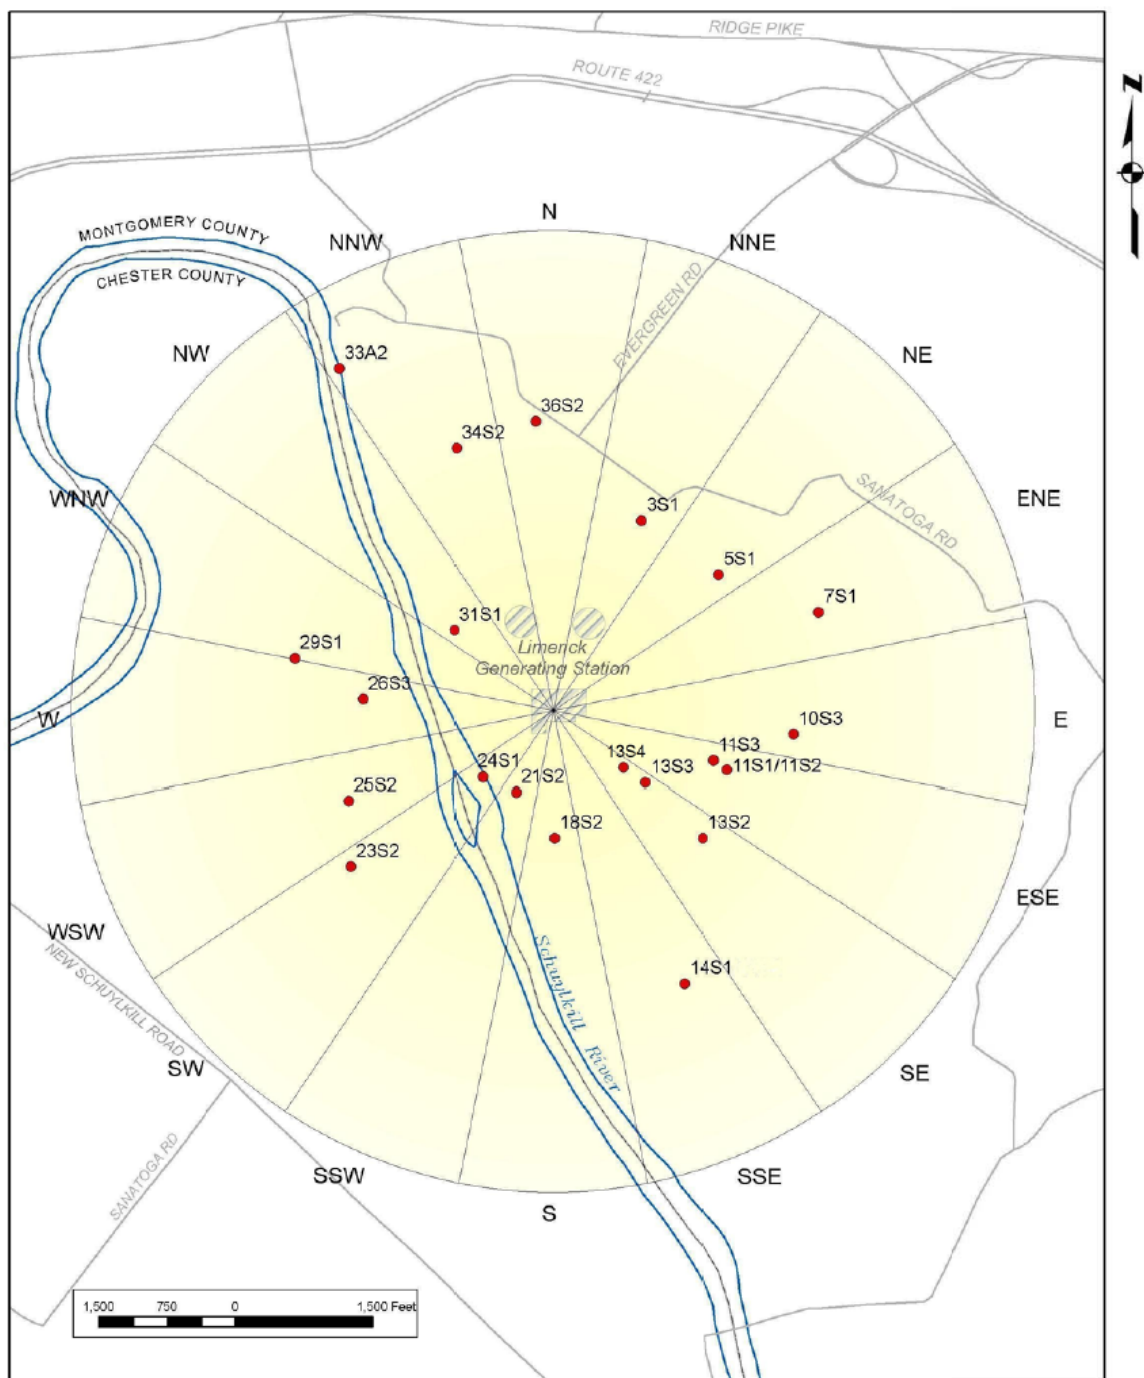 RIDGE PIKE
ROUTE 422
N
N
MONTGOMERY COUNTY
NNW
NNE
CHESTER COUNTY
EVERGREEN RD
NW
33A2
NE
36S2
34S2
WNW
3S1
SANATOGA RD
ENE
5S1
7S1
31S1
29S1
Limerick
Generating Station
26S3
W
E
10S3
11S3
13S4
11S1/11S2
24S1
13S3
21S2
25S2
18S2
13S2
23S2
ESE
WSW
NEW SCHUYLKILL ROAD
14S1
Schuylkill River
SW
SE
SANATOGA RD
SSW
SSE
S
1,500 750 0 1,500 Feet